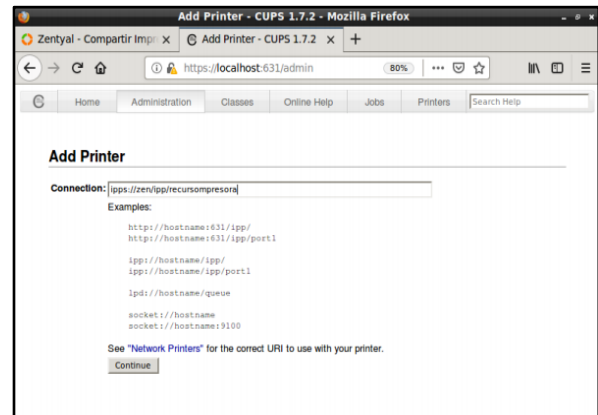 Add Printer - CUPS 1.7.2 - Mozilla Firefox
Zentyal - Compartir Impr
Add Printer - CUPS 1.7.2
https://localhost:631/admin
80%
Home
Administration
Classes
Online Help
Jobs
Printers
Search Help
Add Printer
Connection: ipps://zen/ipp/recursompresora
Examples:
http://hostname:631/ipp/
http://hostname:631/ipp/port1
ipp://hostname/ipp/
ipp://hostname/ipp/port1
lpd://hostname/queue
socket://hostname
socket://hostname:9100
See "Network Printers" for the correct URI to use with your printer.
Continue